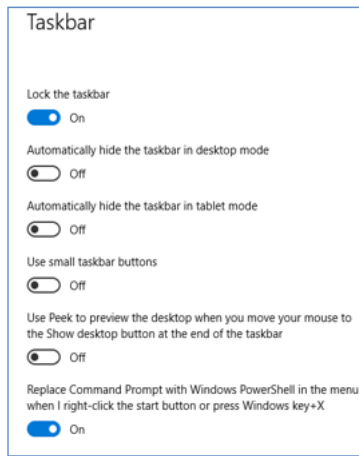 Taskbar
Lock the taskbar
On
Automatically hide the taskbar in desktop mode
Off
Automatically hide the taskbar in tablet mode
Off
Use small taskbar buttons
Off
Use Peek to preview the desktop when you move your mouse to
the Show desktop button at the end of the taskbar
Off
Replace Command Prompt with Windows PowerShell in the menu
when I right-click the start button or press Windows key+X
On